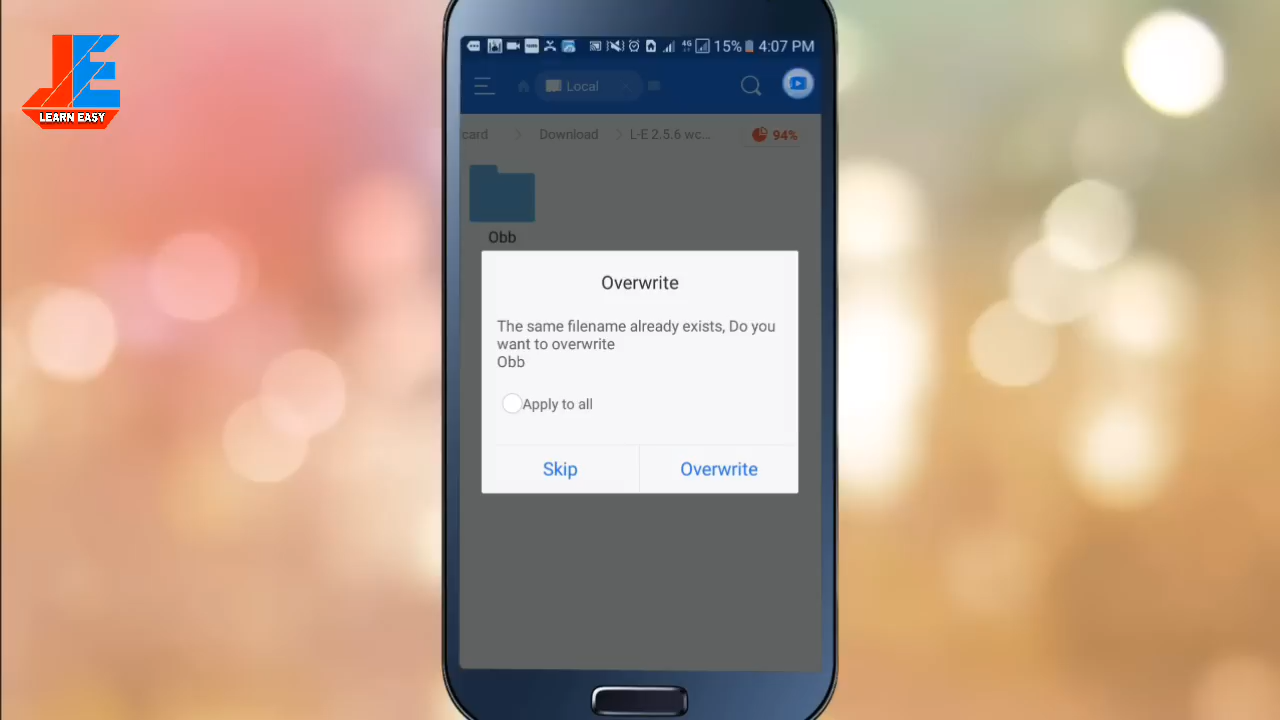 LEARN EASY
4G 15% 4:07 PM
Local
card Download L-E 2.5.6 wc... 94%
Obb
Overwrite
The same filename already exists, Do you
want to overwrite
Obb
Apply to all
Skip Overwrite